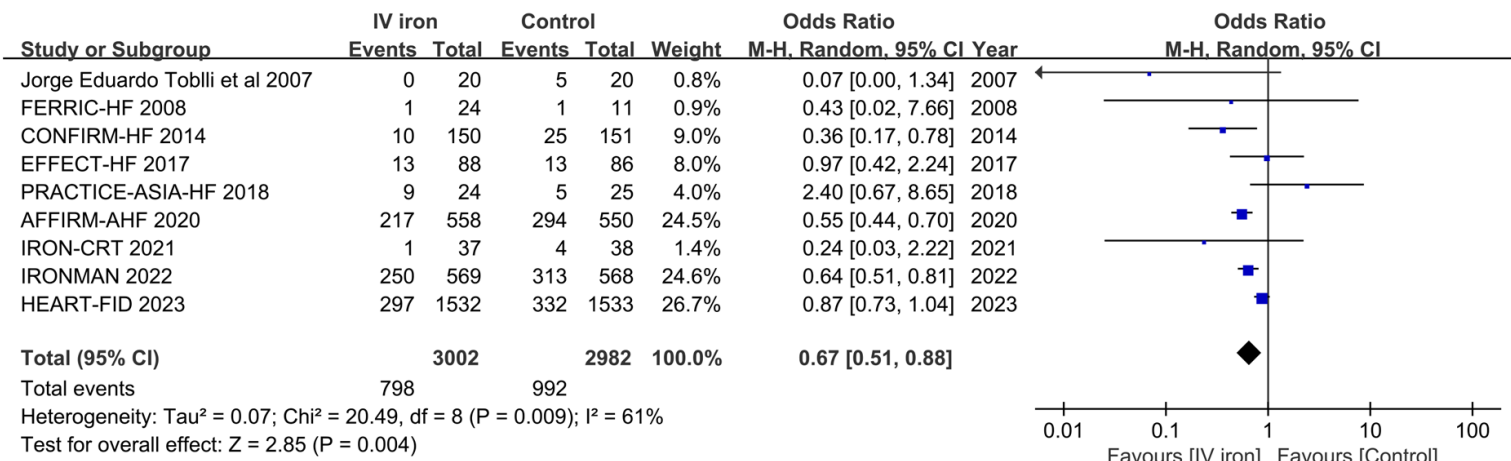 IV iron Control Odds Ratio Odds Ratio
Study or Subgroup Events Total Events Total Weight M-H, Random, 95% CI Year M-H, Random, 95% CI
Jorge Eduardo Toblli et al 2007 0 20 5 20 0.8% 0.07 [0.00, 1.34] 2007
FERRIC-HF 2008 1 24 1 11 0.9% 0.43 [0.02, 7.66] 2008
CONFIRM-HF 2014 10 150 25 151 9.0% 0.36 [0.17, 0.78] 2014
EFFECT-HF 2017 13 88 13 86 8.0% 0.97 [0.42, 2.24] 2017
PRACTICE-ASIA-HF 2018 9 24 5 25 4.0% 2.40 [0.67, 8.65] 2018
AFFIRM-AHF 2020 217 558 294 550 24.5% 0.55 [0.44, 0.70] 2020
IRON-CRT 2021 1 37 4 38 1.4% 0.24 [0.03, 2.22] 2021
IRONMAN 2022 250 569 313 568 24.6% 0.64 [0.51, 0.81] 2022
HEART-FID 2023 297 1532 332 1533 26.7% 0.87 [0.73, 1.04] 2023
Total (95% CI) 3002 2982 100.0% 0.67 [0.51, 0.88]
Total events 798 992
Heterogeneity: Tau² = 0.07; Chi² = 20.49, df = 8 (P = 0.009); I² = 61%
Test for overall effect: Z = 2.85 (P = 0.004)
0.01 0.1 1 10 100
Favours [IV iron] Favours [Control]